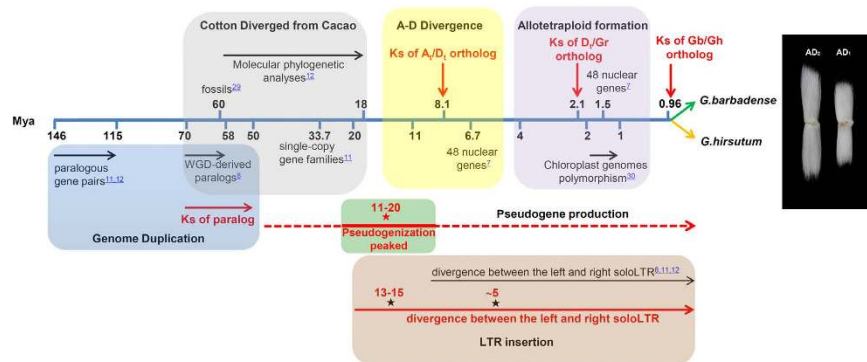 Cotton Diverged from Cacao
A-D Divergence
Allotetraploid formation
Molecular phylogenetic
analyses12
Ks of At/Dt ortholog
Ks of Dt/Gr
ortholog
Ks of Gb/Gh
ortholog
fossils29
48 nuclear
genes7
60
18
8.1
2.1
1.5
0.96
Mya
146
115
70
58
50
33.7
20
11
6.7
4
2
1
G.barbadense
G.hirsutum
AD2
AD1
paralogous
gene pairs11,12
WGD-derived
paralogs6
single-copy
gene families11
48 nuclear
genes7
Chloroplast genomes
polymorphism30
Ks of paralog
Genome Duplication
11-20
Pseudogenization
peaked
Pseudogene production
divergence between the left and right soloLTR6,11,12
13-15
~5
divergence between the left and right soloLTR
LTR insertion